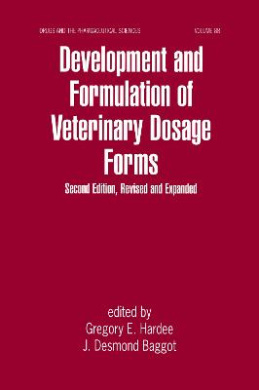 DRUGS AND THE PHARMACEUTICAL SCIENCES VOLUME 88
Development and
Formulation of
Veterinary Dosage
Forms
Second Edition, Revised and Expanded
edited by
Gregory E. Hardee
J. Desmond Baggot